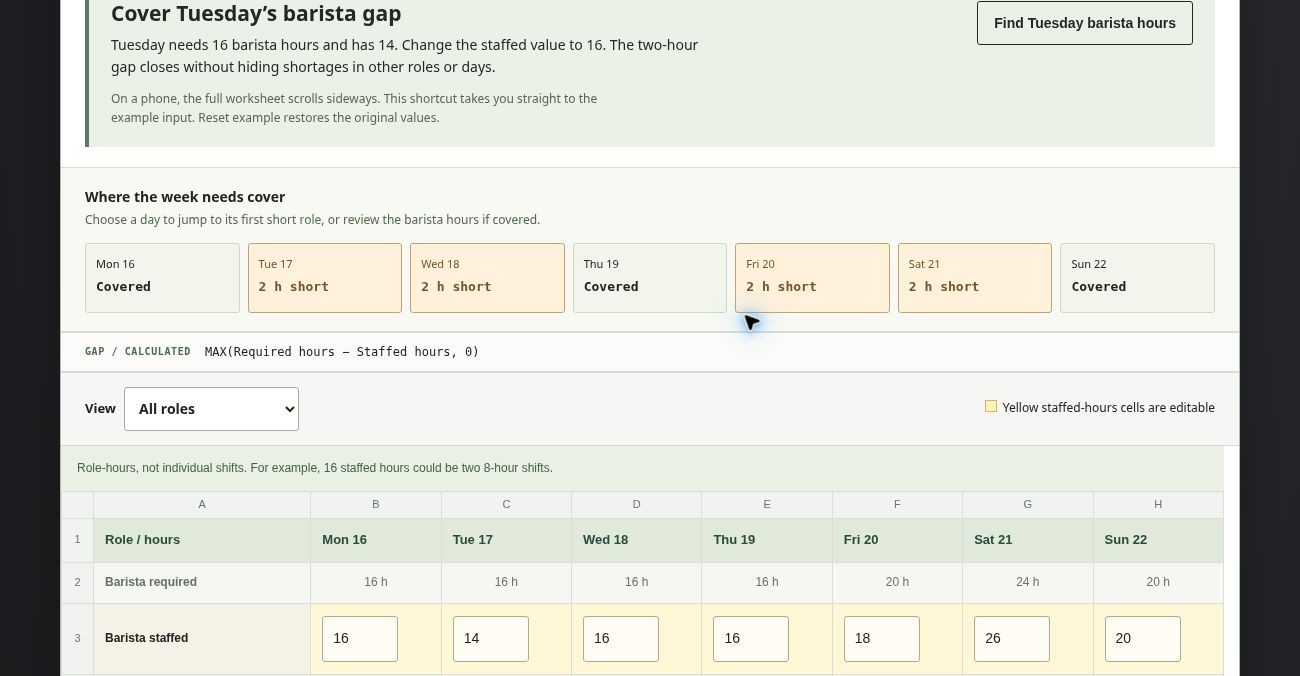 Cover Tuesday’s barista gap
Tuesday needs 16 barista hours and has 14. Change the staffed value to 16. The two-hour
gap closes without hiding shortages in other roles or days.
On a phone, the full worksheet scrolls sideways. This shortcut takes you straight to the
example input. Reset example restores the original values.
Find Tuesday barista hours
Where the week needs cover
Choose a day to jump to its first short role, or review the barista hours if covered.
Mon 16 Tue 17 Wed 18 Thu 19 Fri 20 Sat 21 Sun 22
Covered 2 h short 2 h short Covered 2 h short 2 h short Covered
GAP / CALCULATED MAX(Required hours − Staffed hours, 0)
View All roles Yellow staffed-hours cells are editable
Role-hours, not individual shifts. For example, 16 staffed hours could be two 8-hour shifts.
A B C D E F G H
1 Role / hours Mon 16 Tue 17 Wed 18 Thu 19 Fri 20 Sat 21 Sun 22
2 Barista required 16 h 16 h 16 h 16 h 20 h 24 h 20 h
3 Barista staffed 16 14 16 16 18 26 20